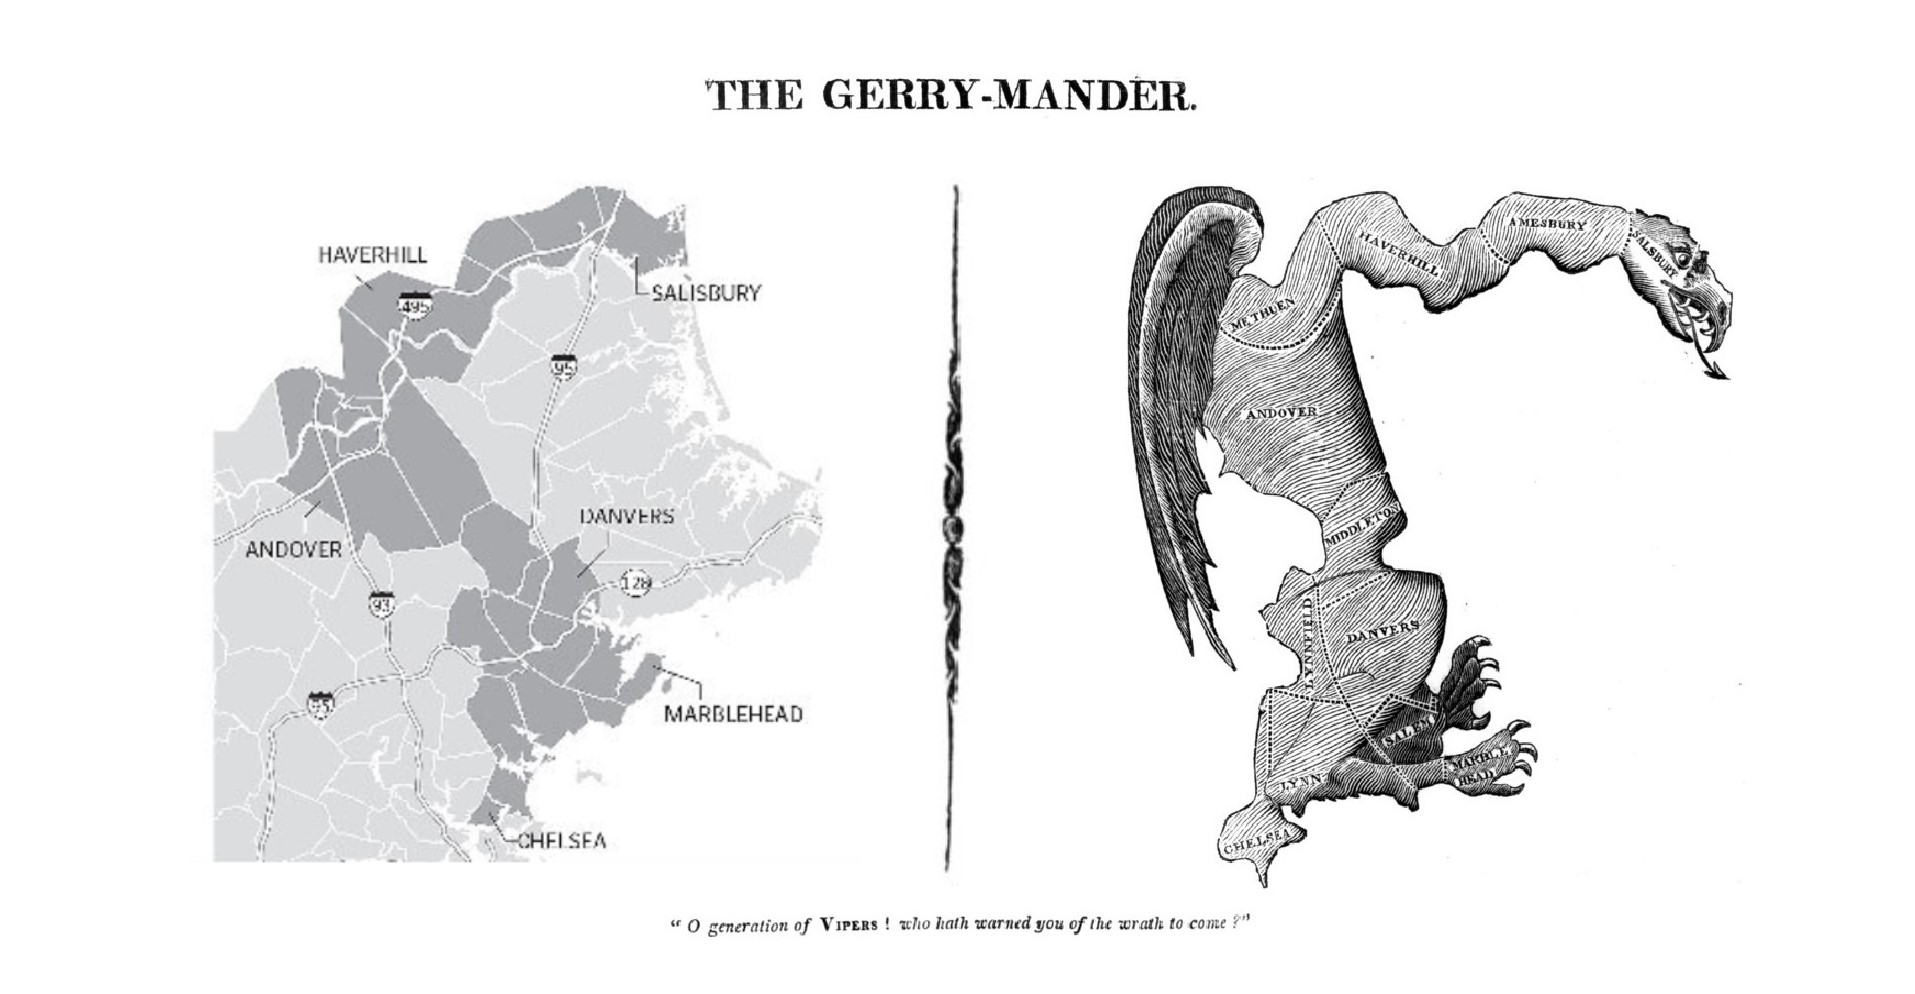 THE GERRY-MANDER.
HAVERHILL
495
SALISBURY
95
DANVERS
ANDOVER
128
93
95
MARBLEHEAD
CHELSEA
AMESBURY
HAVERHILL
SALSBURY
METHUEN
ANDOVER
MIDDLETON
LYNNFIELD
DANVERS
SALEM
MARBLE
HEAD
LYNN
CHELSEA
“ O generation of VIPERS ! who hath warned you of the wrath to come ?”